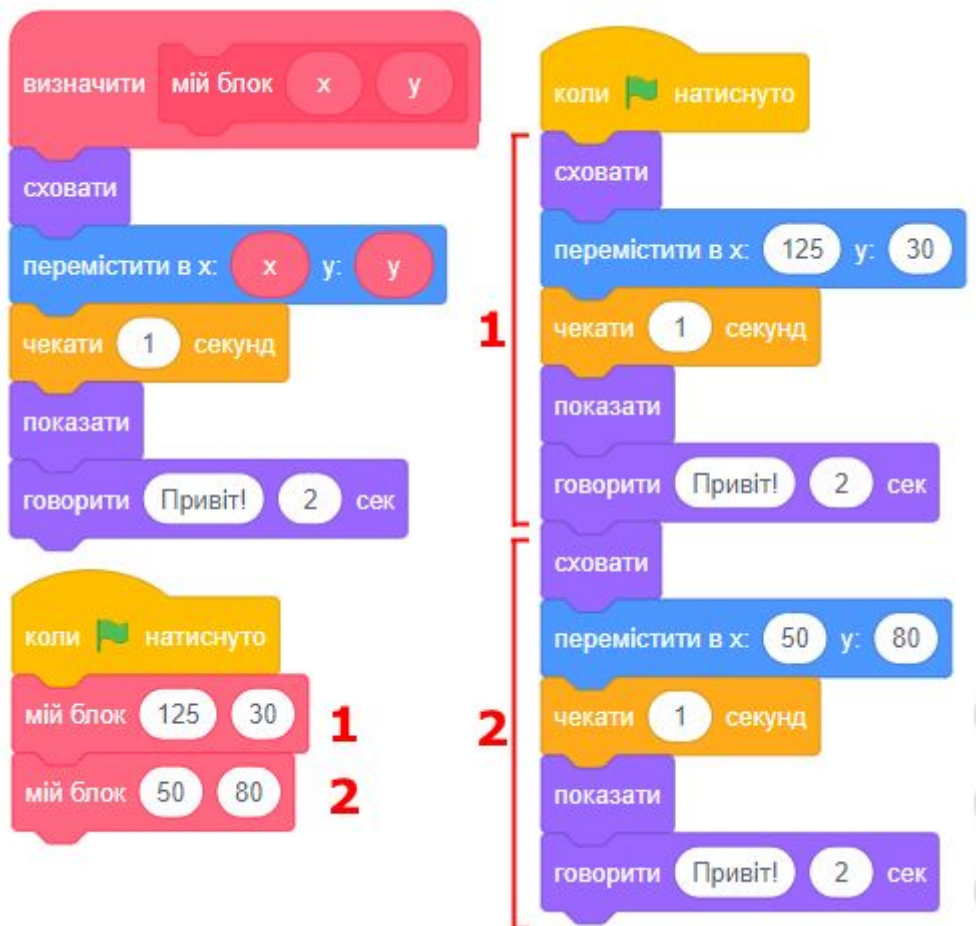 визначити мій блок x y
сховати
перемістити в x: x y: y
чекати 1 секунд
показати
говорити Привіт! 2 сек
коли натиснуто
мій блок 125 30 1
мій блок 50 80 2
коли натиснуто
сховати
перемістити в x: 125 y: 30
1 чекати 1 секунд
показати
говорити Привіт! 2 сек
сховати
перемістити в x: 50 y: 80
2 чекати 1 секунд
показати
говорити Привіт! 2 сек